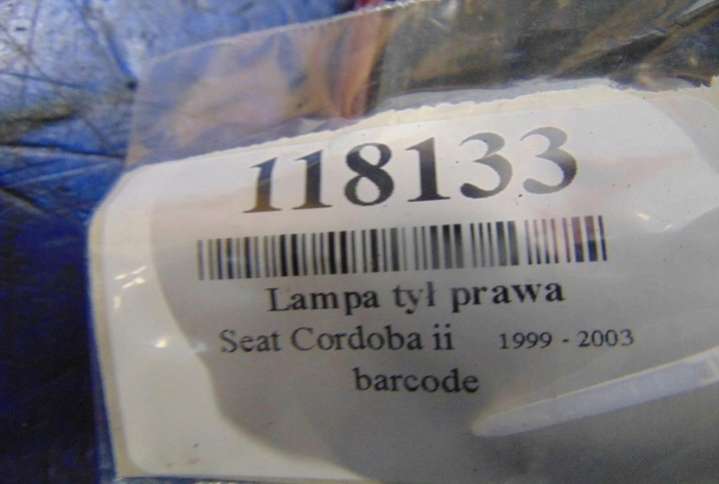 118133
Lampa tył prawa
Seat Cordoba ii 1999 - 2003
barcode